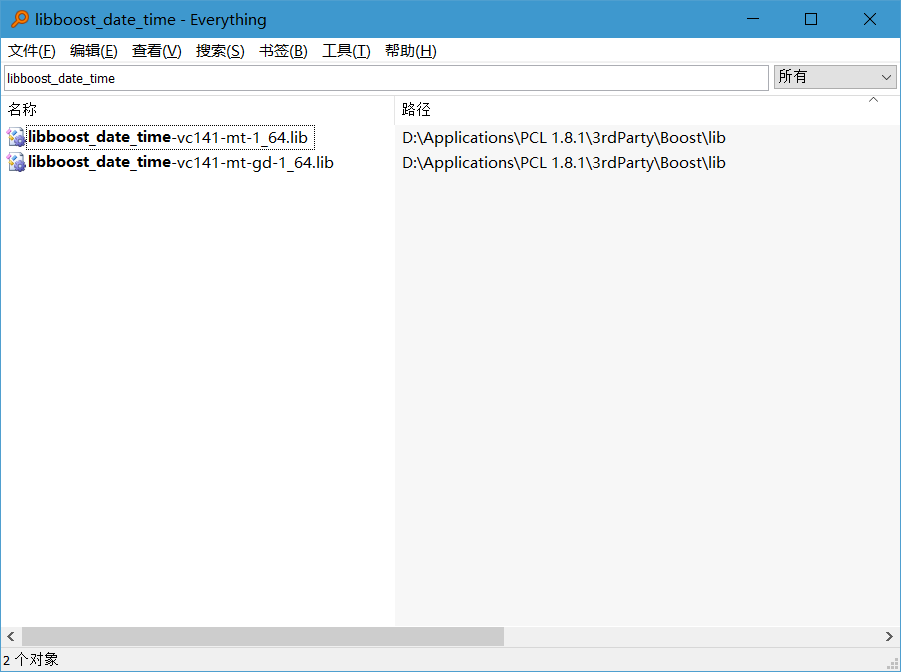 libboost_date_time - Everything
文件(F) 编辑(E) 查看(V) 搜索(S) 书签(B) 工具(T) 帮助(H)
libboost_date_time 所有
名称 路径
libboost_date_time-vc141-mt-1_64.lib D:\Applications\PCL 1.8.1\3rdParty\Boost\lib
libboost_date_time-vc141-mt-gd-1_64.lib D:\Applications\PCL 1.8.1\3rdParty\Boost\lib
2 个对象